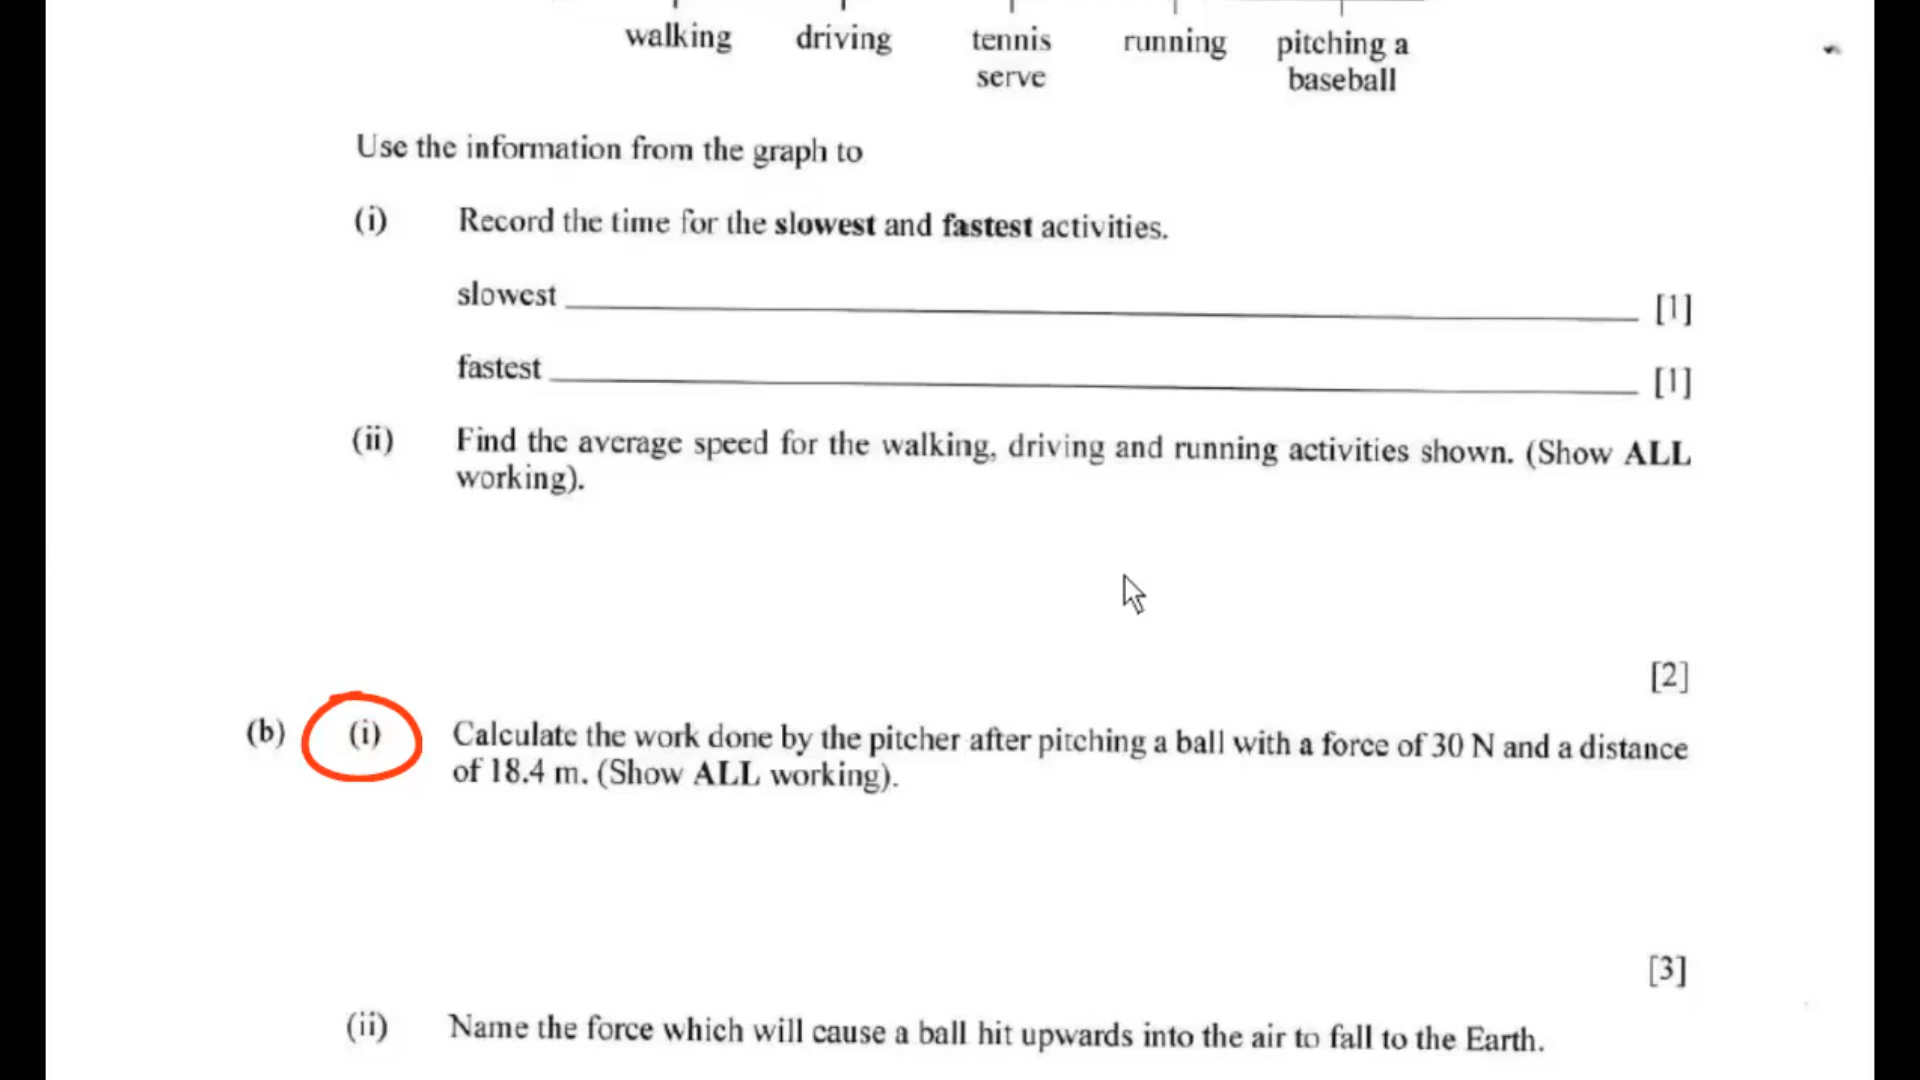 walking driving tennis running pitching a
serve baseball
Use the information from the graph to
(i) Record the time for the slowest and fastest activities.
slowest [1]
fastest [1]
(ii) Find the average speed for the walking, driving and running activities shown. (Show ALL
working).
[2]
(b) (i) Calculate the work done by the pitcher after pitching a ball with a force of 30 N and a distance
of 18.4 m. (Show ALL working).
[3]
(ii) Name the force which will cause a ball hit upwards into the air to fall to the Earth.